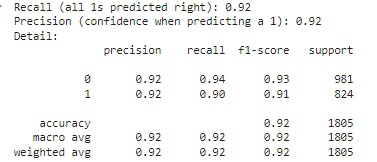 Recall (all 1s predicted right): 0.92
Precision (confidence when predicting a 1): 0.92
Detail:
precision recall f1-score support
0 0.92 0.94 0.93 981
1 0.92 0.90 0.91 824
accuracy 0.92 1805
macro avg 0.92 0.92 0.92 1805
weighted avg 0.92 0.92 0.92 1805